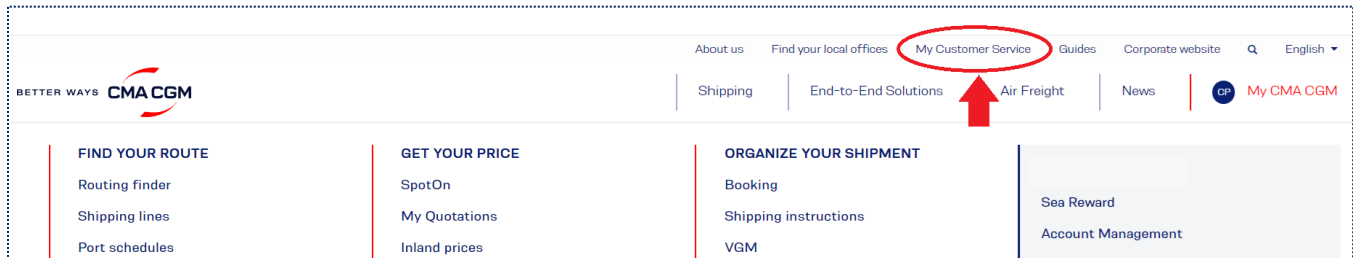 About us Find your local offices My Customer Service Guides Corporate website English
BETTER WAYS CMA CGM Shipping End-to-End Solutions Air Freight News CP My CMA CGM
FIND YOUR ROUTE GET YOUR PRICE ORGANIZE YOUR SHIPMENT
Routing finder SpotOn Booking
Sea Reward
Shipping lines My Quotations Shipping instructions
Account Management
Port schedules Inland prices VGM